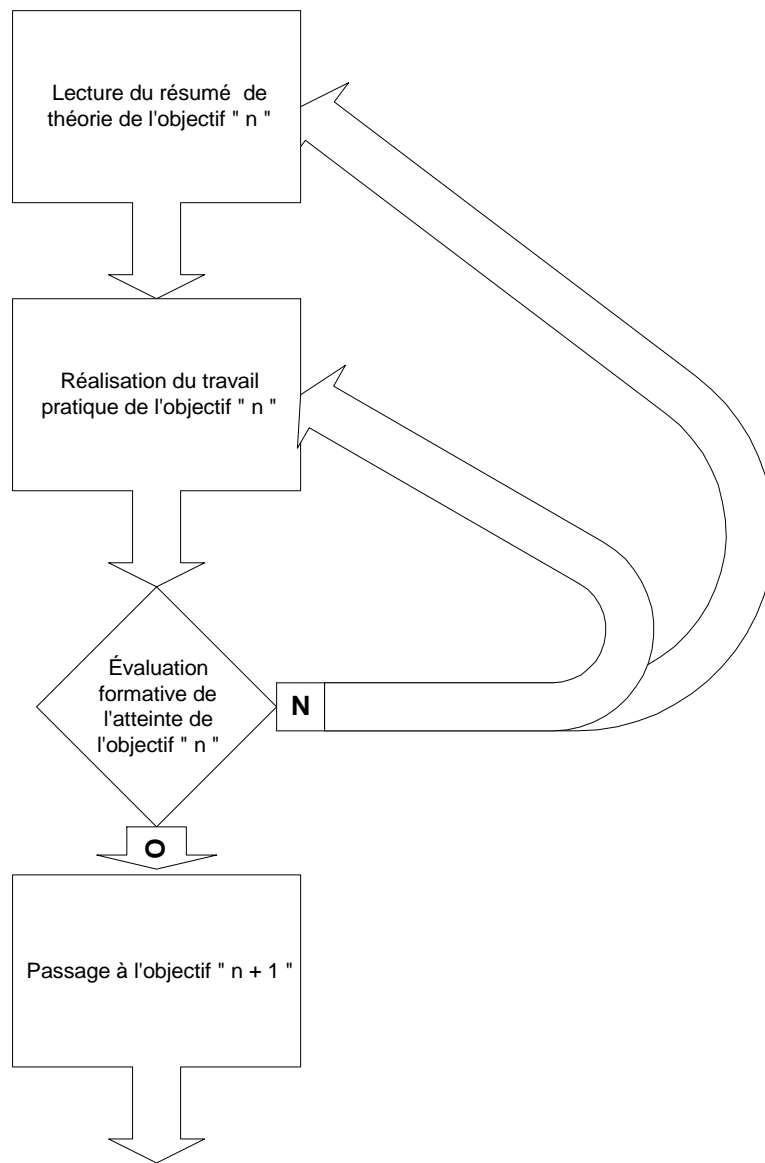 Lecture du résumé de
théorie de l'objectif " n "
Réalisation du travail
pratique de l'objectif " n "
Évaluation
formative de
l'atteinte de
l'objectif " n "
N
O
Passage à l'objectif " n + 1 "